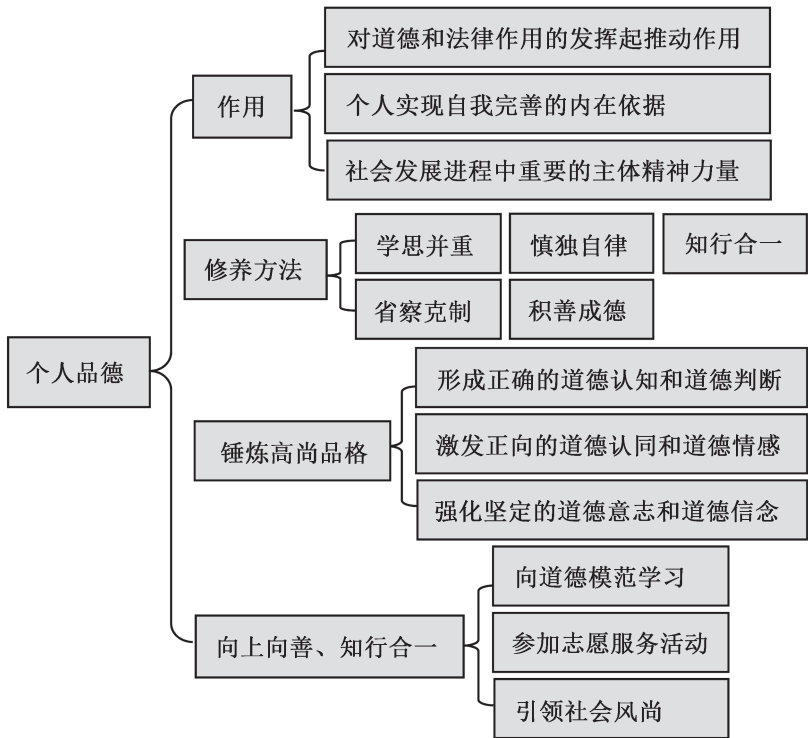 个人品德
作用
对道德和法律作用的发挥起推动作用
个人实现自我完善的内在依据
社会发展进程中重要的主体精神力量
修养方法
学思并重
慎独自律
知行合一
省察克制
积善成德
锤炼高尚品格
形成正确的道德认知和道德判断
激发正向的道德认同和道德情感
强化坚定的道德意志和道德信念
向上向善、知行合一
向道德模范学习
参加志愿服务活动
引领社会风尚